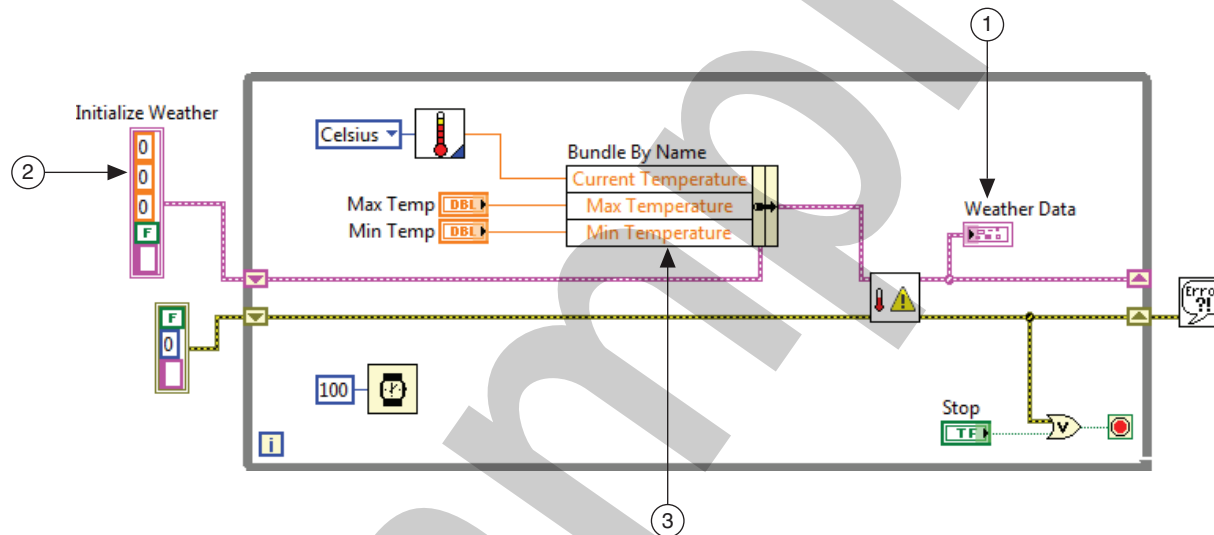 1
Initialize Weather
0
0
0
F
2
Celsius
Bundle By Name
Current Temperature
Max Temp DBL Max Temperature
Min Temp DBL Min Temperature
Weather Data
F
0
Erro
?!
100
Stop
TF
V
i
3